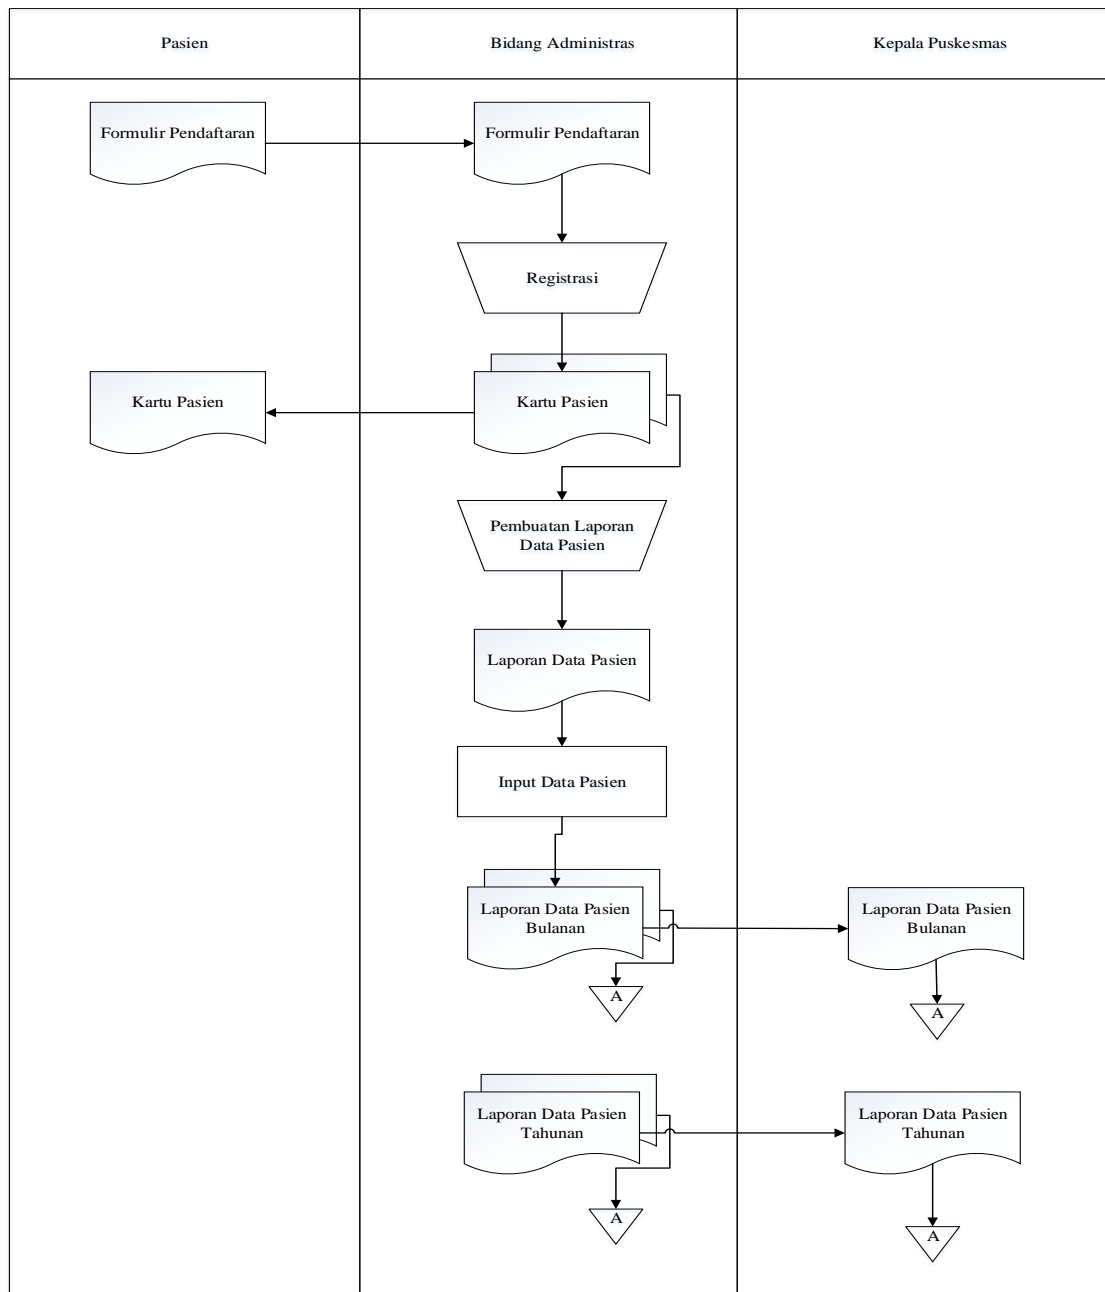 Pasien
Bidang Administras
Kepala Puskesmas
Formulir Pendaftaran
Formulir Pendaftaran
Registrasi
Kartu Pasien
Kartu Pasien
Pembuatan Laporan
Data Pasien
Laporan Data Pasien
Input Data Pasien
Laporan Data Pasien
Bulanan
Laporan Data Pasien
Bulanan
A
A
Laporan Data Pasien
Tahunan
Laporan Data Pasien
Tahunan
A
A